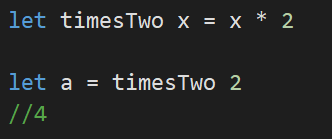 let timesTwo x = x * 2
let a = timesTwo 2
//4